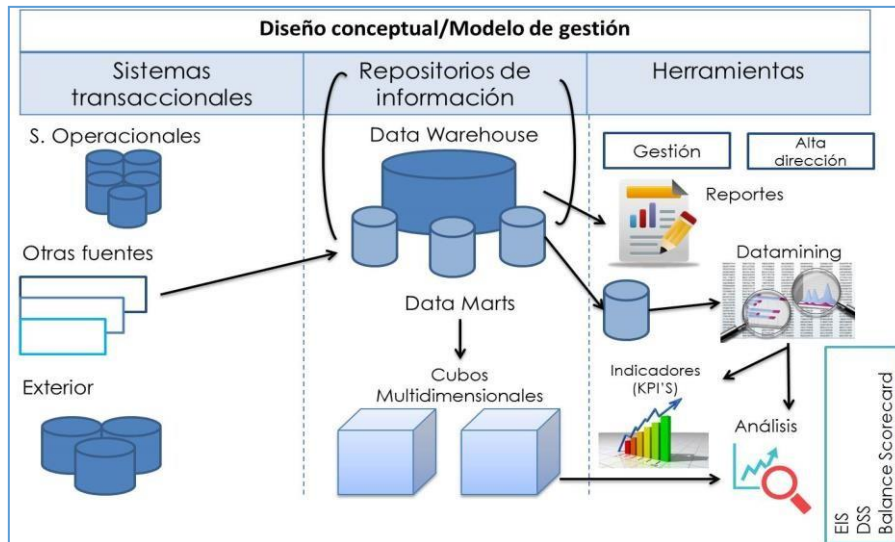 Diseño conceptual/Modelo de gestión
Sistemas
transaccionales
Repositorios de
información
Herramientas
S. Operacionales
Otras fuentes
Exterior
Data Warehouse
Data Marts
Cubos
Multidimensionales
Gestión
Alta
dirección
Reportes
Datamining
Indicadores
(KPI'S)
Análisis
EIS
DSS
Balance Scorecard